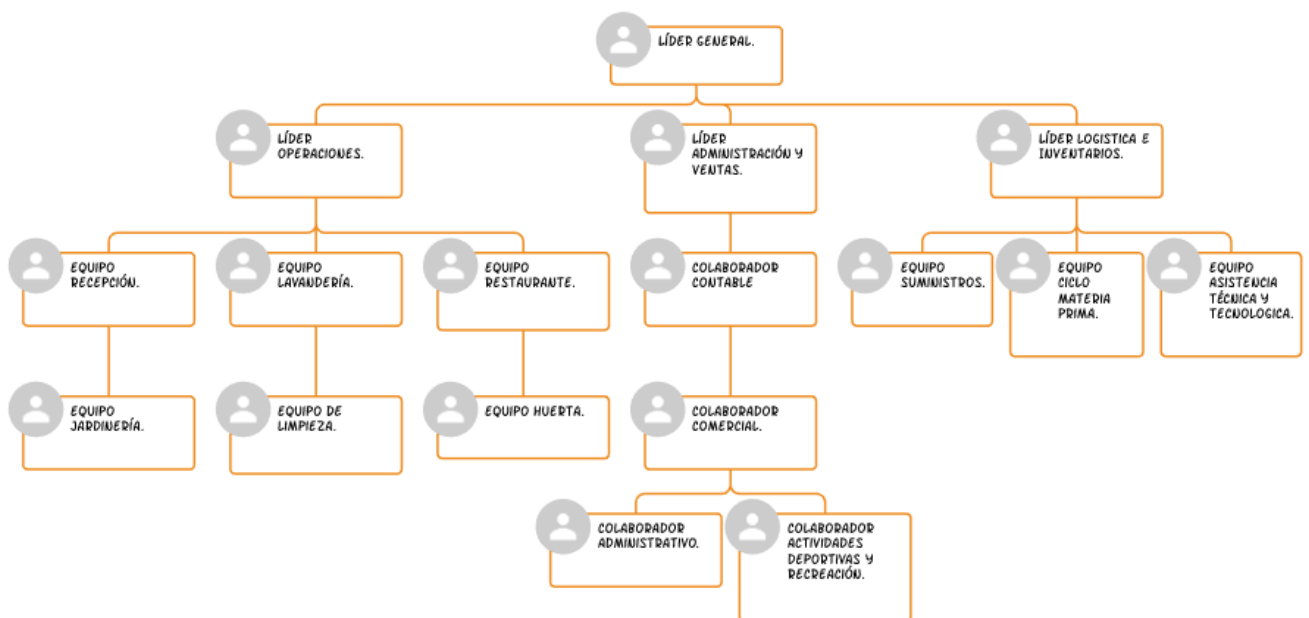 LÍDER GENERAL.
LÍDER
OPERACIONES.
LÍDER
ADMINISTRACIÓN Y
VENTAS.
LÍDER LOGISTICA E
INVENTARIOS.
EQUIPO
RECEPCIÓN.
EQUIPO
LAVANDERÍA.
EQUIPO
RESTAURANTE.
COLABORADOR
CONTABLE
EQUIPO
SUMINISTROS.
EQUIPO
CICLO
MATERIA
PRIMA.
EQUIPO
ASISTENCIA
TÉCNICA Y
TECNOLOGICA.
EQUIPO
JARDINERÍA.
EQUIPO DE
LIMPIEZA.
EQUIPO HUERTA.
COLABORADOR
COMERCIAL.
COLABORADOR
ADMINISTRATIVO.
COLABORADOR
ACTIVIDADES
DEPORTIVAS Y
RECREACIÓN.